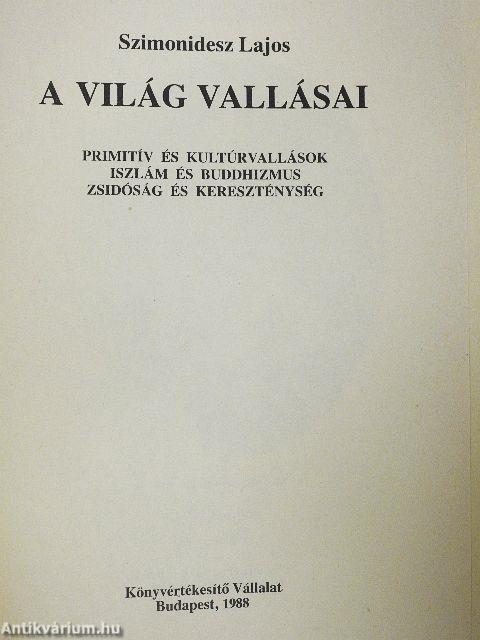 Szimonidesz Lajos
A VILÁG VALLÁSAI
PRIMITÍV ÉS KULTÚRVALLÁSOK
ISZLÁM ÉS BUDDHIZMUS
ZSIDÓSÁG ÉS KERESZTÉNYSÉG
Könyvértékesítő Vállalat
Budapest, 1988
Antikvárium.hu